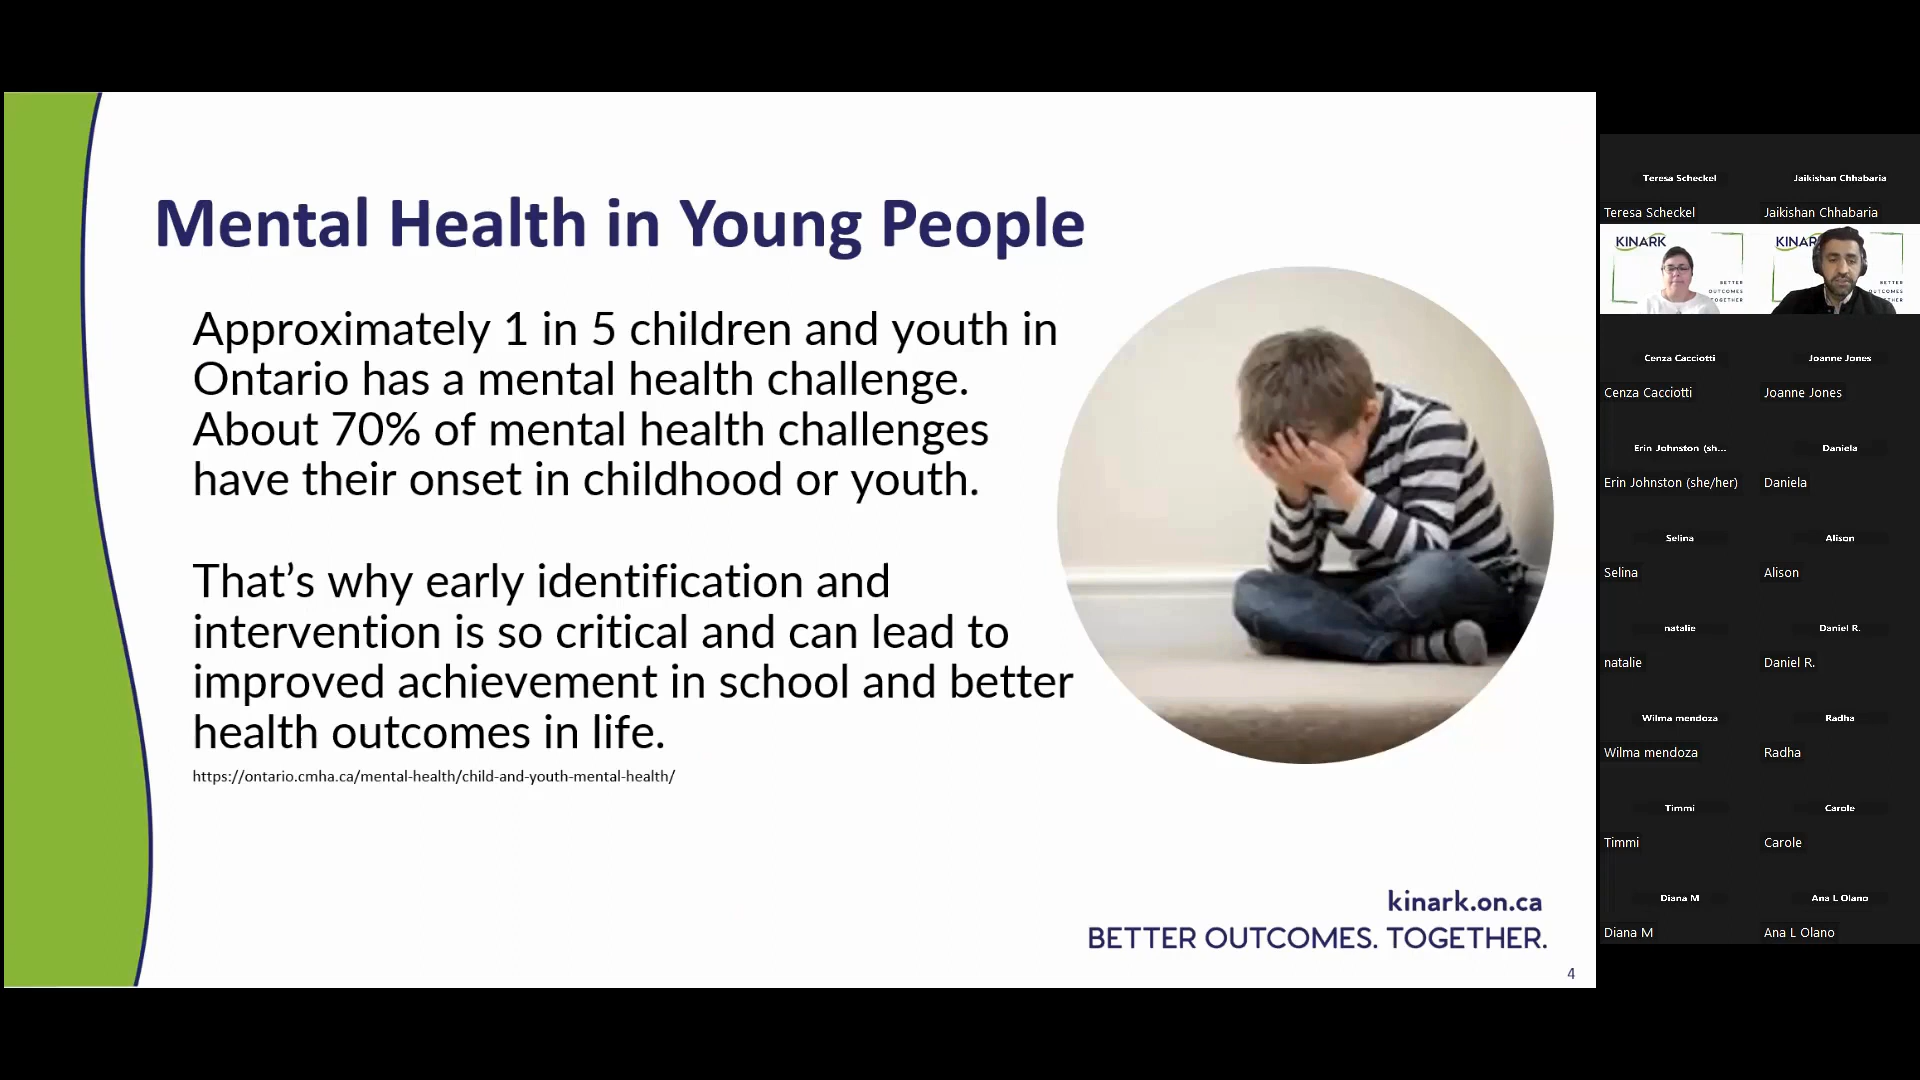 Mental Health in Young People
Approximately 1 in 5 children and youth in
Ontario has a mental health challenge.
About 70% of mental health challenges
have their onset in childhood or youth.
That's why early identification and
intervention is so critical and can lead to
improved achievement in school and better
health outcomes in life.
https://ontario.cmha.ca/mental-health/child-and-youth-mental-health/
kinark.on.ca
BETTER OUTCOMES. TOGETHER.
4
Teresa Scheckel
Teresa Scheckel
Jaikishan Chhabaria
Jaikishan Chhabaria
KINARK
BETTER
OUTCOMES
TOGETHER
KINARK
BETTER
OUTCOMES
Cenza Cacciotti
Cenza Cacciotti
Joanne Jones
Joanne Jones
Erin Johnston (sh...
Erin Johnston (she/her)
Daniela
Daniela
Selina
Selina
Alison
Alison
natalie
natalie
Daniel R.
Daniel R.
Wilma mendoza
Wilma mendoza
Radha
Radha
Timmi
Timmi
Carole
Carole
Diana M
Diana M
Ana L Olano
Ana L Olano